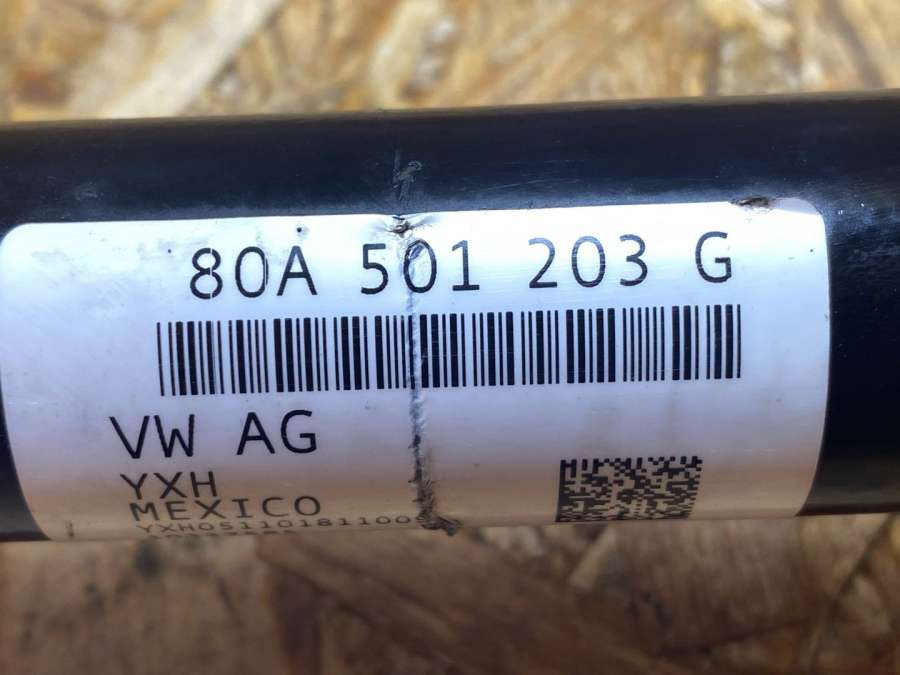 80A 501 203 G
VW AG
YXH
MEXICO